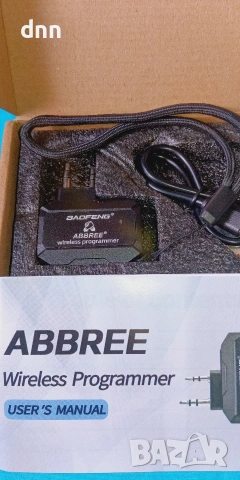 dnn
BAOFENG®
ABBREE®
wireless programmer
ABBREE
Wireless Programmer
USER'S MANUAL
BAZAR